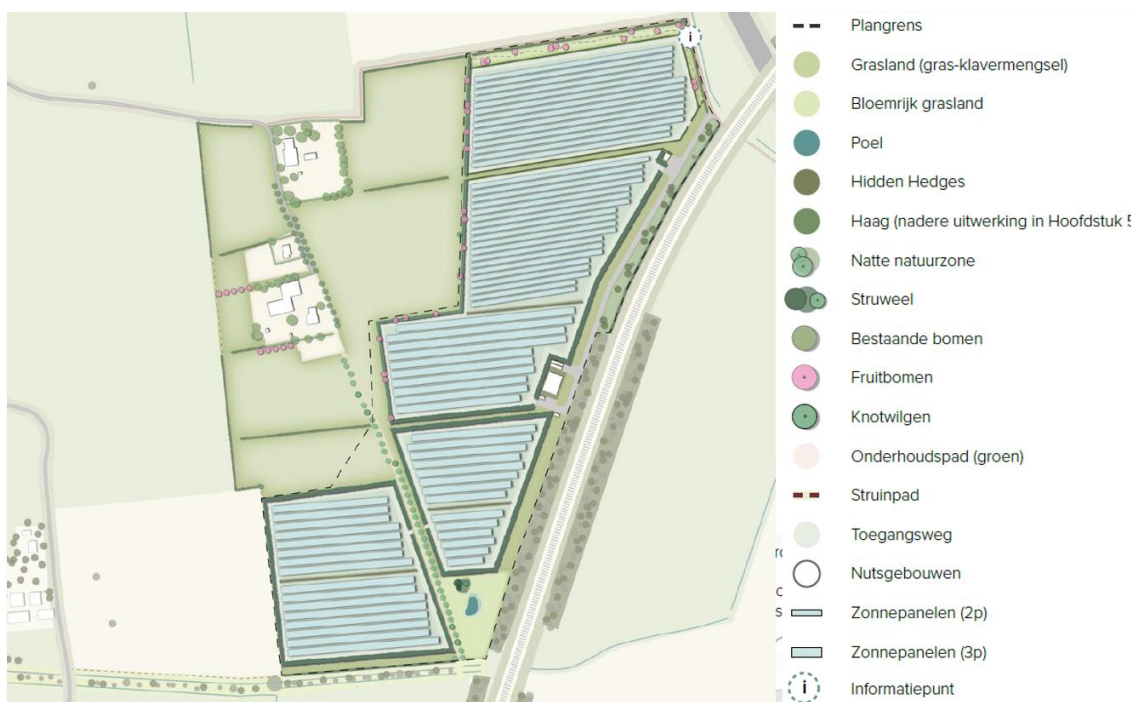 i
Plangrens
Grasland (gras-klavermengsel)
Bloemrijk grasland
Poel
Hidden Hedges
Haag (nadere uitwerking in Hoofdstuk 5
Natte natuurzone
Struweel
Bestaande bomen
Fruitbomen
Knotwilgen
Onderhoudspad (groen)
Struinpad
Toegangsweg
Nutsgebouwen
Zonnepanelen (2p)
Zonnepanelen (3p)
i Informatiepunt